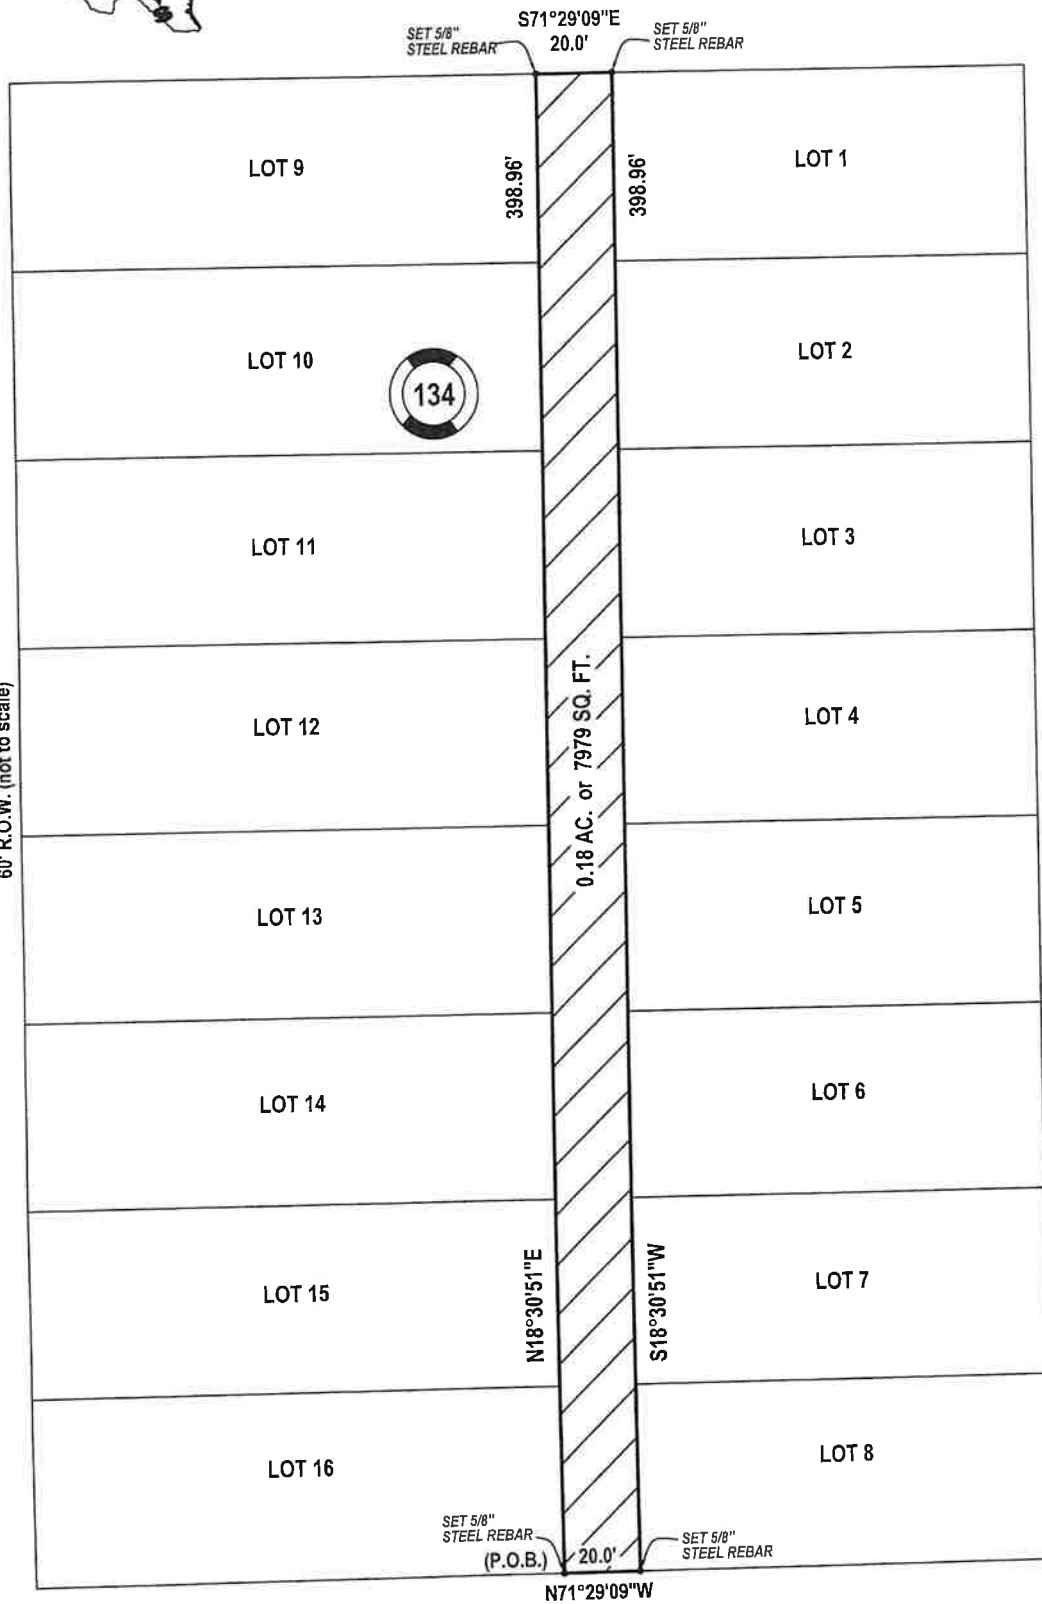 S71°29'09"E
20.0'
SET 5/8"
STEEL REBAR
SET 5/8"
STEEL REBAR
LOT 9
398.96'
398.96'
LOT 1
LOT 10
134
LOT 2
LOT 11
LOT 3
60' R.O.W. (not to scale)
LOT 12
0.18 AC. or 7979 SQ. FT.
LOT 4
LOT 13
LOT 5
LOT 14
LOT 6
LOT 15
N18°30'51"E
S18°30'51"W
LOT 7
LOT 16
LOT 8
SET 5/8"
STEEL REBAR
(P.O.B.)
20.0'
SET 5/8"
STEEL REBAR
N71°29'09"W